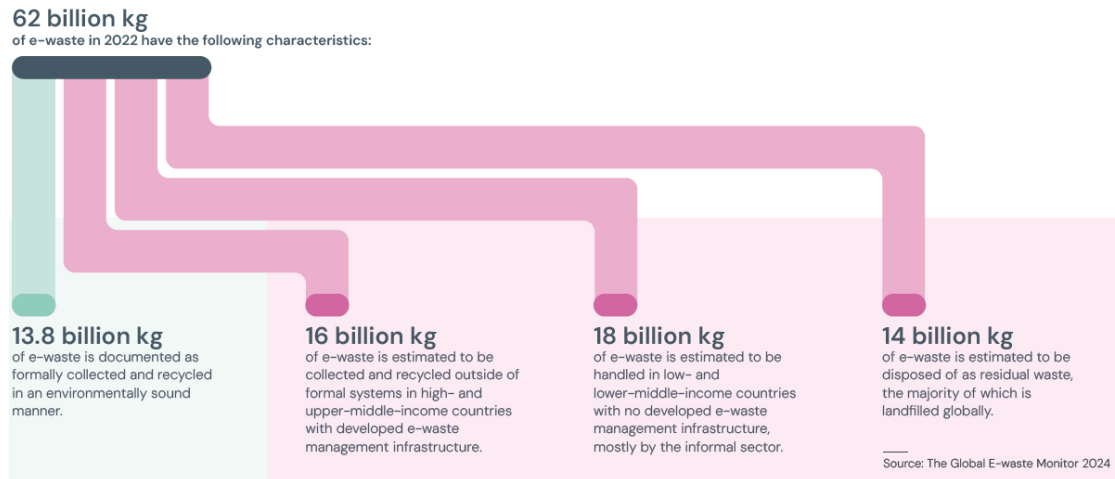 62 billion kg
of e-waste in 2022 have the following characteristics:
13.8 billion kg
of e-waste is documented as
formally collected and recycled
in an environmentally sound
manner.
16 billion kg
of e-waste is estimated to be
collected and recycled outside of
formal systems in high- and
upper-middle-income countries
with developed e-waste
management infrastructure.
18 billion kg
of e-waste is estimated to be
handled in low- and
lower-middle-income countries
with no developed e-waste
management infrastructure,
mostly by the informal sector.
14 billion kg
of e-waste is estimated to be
disposed of as residual waste,
the majority of which is
landfilled globally.
Source: The Global E-waste Monitor 2024